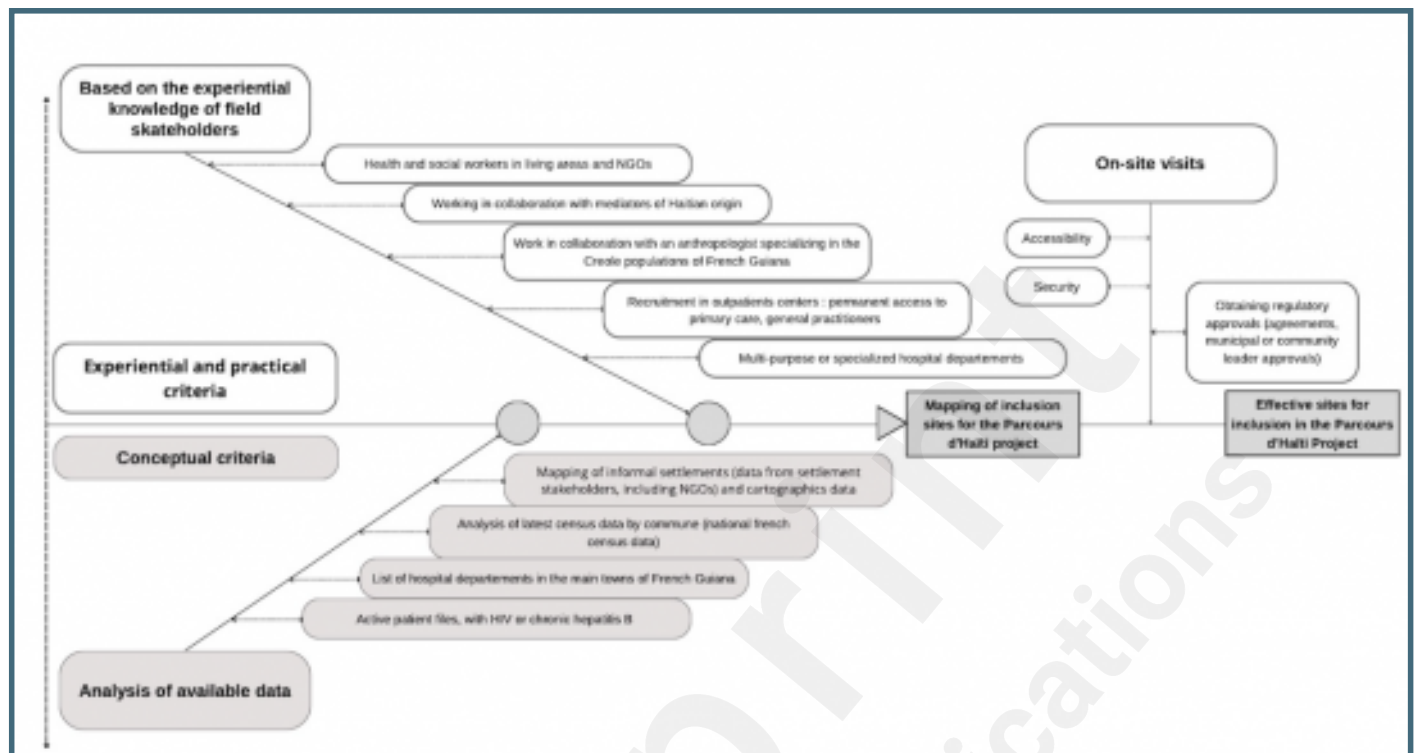 Based on the experiential
knowledge of field
skateholders
Health and social workers in living areas and NGOs
Working in collaboration with mediators of Haitian origin
Work in collaboration with an anthropologist specializing in the
Creole populations of French Guiana
Recruitment in outpatients centers : permanent access to
primary care, general practitioners
Multi-purpose or specialized hospital departements
On-site visits
Accessibility
Security
Obtaining regulatory
approvals (agreements,
municipal or community
leader approvals)
Experiential and practical
criteria
Conceptual criteria
Mapping of inclusion
sites for the Parcours
d'Haïti project
Effective sites for
inclusion in the Parcours
d'Haïti Project
Mapping of informal settlements (data from settlement
stakeholders, including NGOs) and cartographics data
Analysis of latest census data by commune (national french
census data)
List of hospital departements in the main towns of French Guiana
Active patient files, with HIV or chronic hepatitis B
Analysis of available data
rint
ications